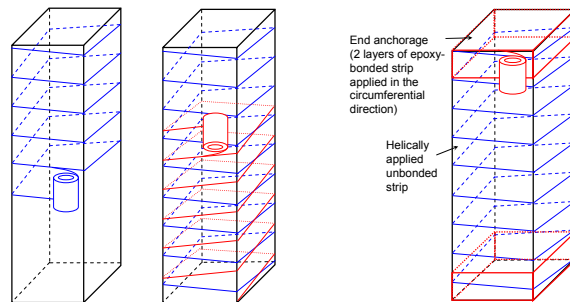 End anchorage
(2 layers of epoxy-
bonded strip
applied in the
circumferential
direction)
Helically
applied
unbonded
strip